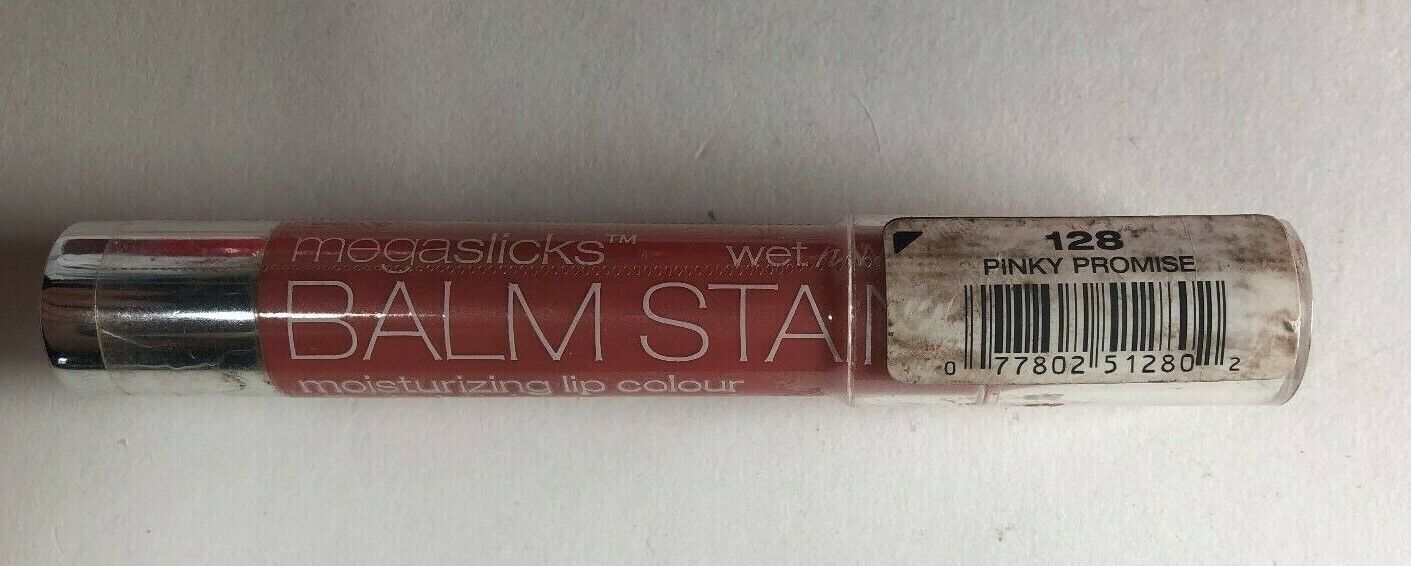 megaslicks™ wet
BALM STA
moisturizing lip colour
128
PINKY PROMISE
0 77802 51280 2